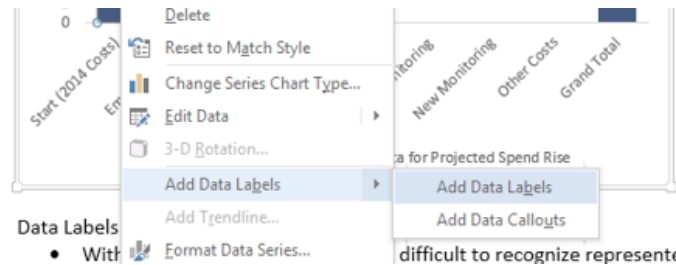 0
Delete
Reset to Match Style
Change Series Chart Type...
Edit Data
3-D Rotation...
Add Data Labels
Add Trendline...
Format Data Series...
Add Data Labels
Add Data Callouts
Start (2014 Costs)
New Monitoring
Other Costs
Grand Total
for Projected Spend Rise
Data Labels
• With
difficult to recognize represente